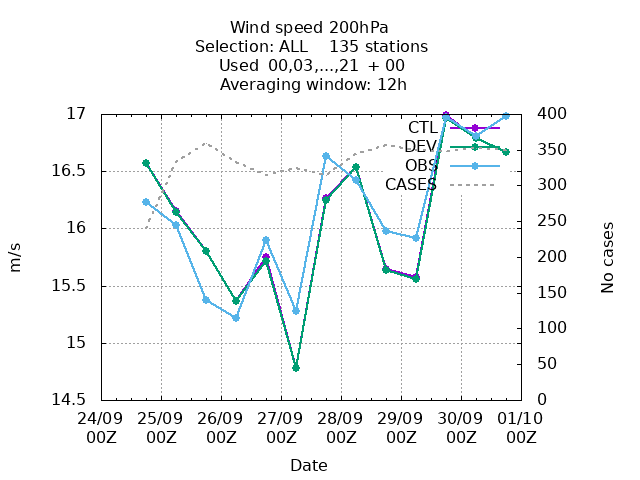 Wind speed 200hPa
Selection: ALL 135 stations
Used 00,03,...,21 + 00
Averaging window: 12h
17
16.5
16
15.5
15
14.5
m/s
400
350
300
250
200
150
100
50
0
No cases
CTL
DEV
OBS
CASES
24/09 25/09 26/09 27/09 28/09 29/09 30/09 01/10
00Z 00Z 00Z 00Z 00Z 00Z 00Z 00Z
Date